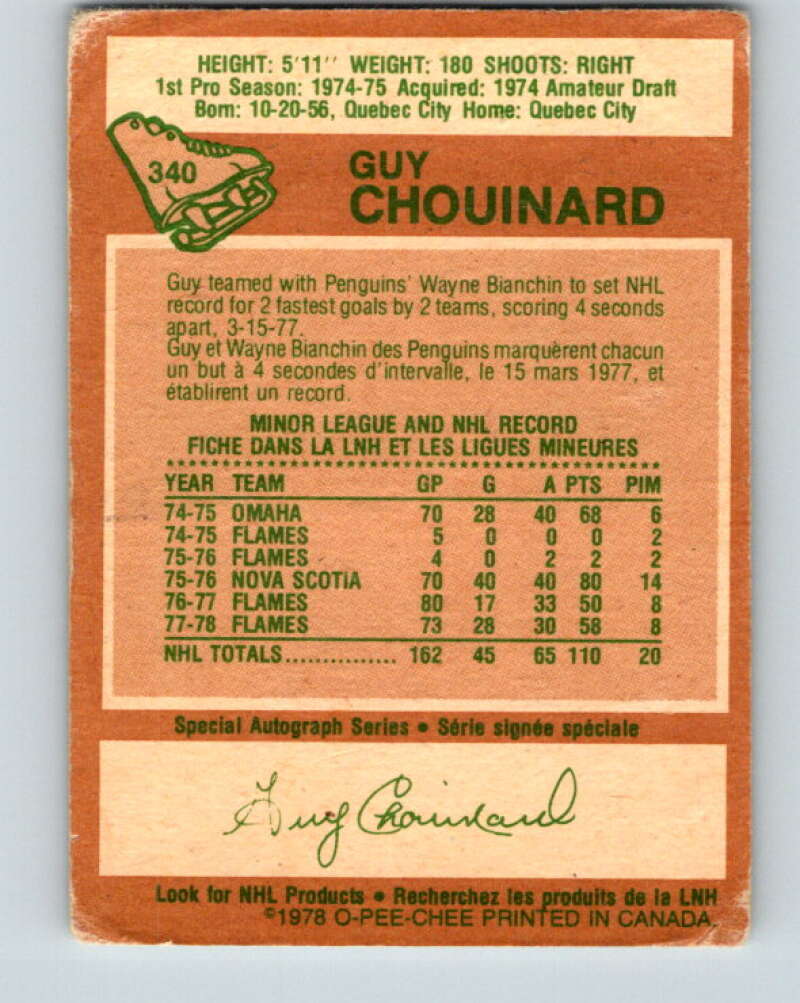 HEIGHT: 5'11'' WEIGHT: 180 SHOOTS: RIGHT
1st Pro Season: 1974-75 Acquired: 1974 Amateur Draft
Born: 10-20-56, Quebec City Home: Quebec City
340
GUY
CHOUINARD
Guy teamed with Penguins' Wayne Bianchin to set NHL
record for 2 fastest goals by 2 teams, scoring 4 seconds
apart, 3-15-77.
Guy et Wayne Bianchin des Penguins marquèrent chacun
un but à 4 secondes d'intervalle, le 15 mars 1977, et
établirent un record.
MINOR LEAGUE AND NHL RECORD
FICHE DANS LA LNH ET LES LIGUES MINEURES
YEAR TEAM GP G A PTS PIM
74-75 OMAHA 70 28 40 68 6
74-75 FLAMES 5 0 0 0 2
75-76 FLAMES 4 0 2 2 2
75-76 NOVA SCOTIA 70 40 40 80 14
76-77 FLAMES 80 17 33 50 8
77-78 FLAMES 73 28 30 58 8
NHL TOTALS................ 162 45 65 110 20
Special Autograph Series • Série signée spéciale
Guy Chouinard
Look for NHL Products • Recherchez les produits de la LNH
©1978 O-PEE-CHEE PRINTED IN CANADA.